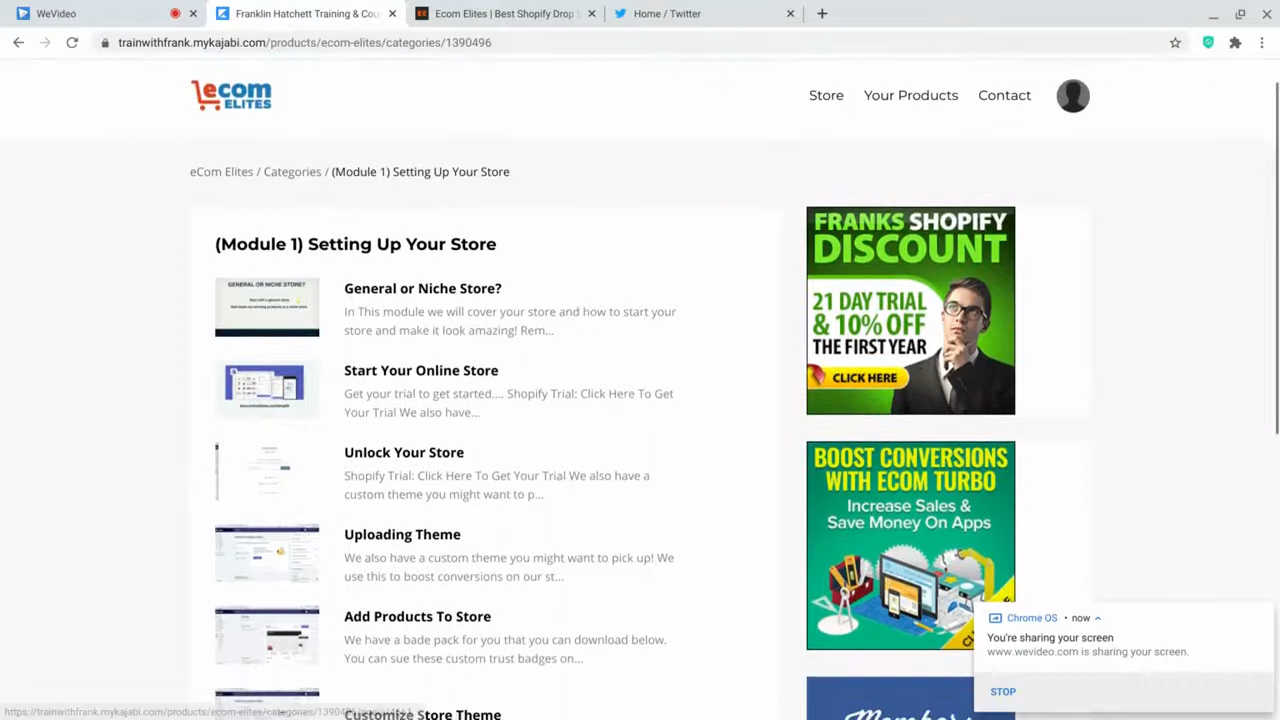 WeVideo
Franklin Hatchett Training & Cou
Ecom Elites | Best Shopify Drop S
Home / Twitter
trainwithfrank.mykajabi.com/products/ecom-elites/categories/1390496
ecom
ELITES
Store
Your Products
Contact
eCom Elites / Categories / (Module 1) Setting Up Your Store
(Module 1) Setting Up Your Store
GENERAL OR NICHE STORE?
General or Niche Store?
In This module we will cover your store and how to start your
store and make it look amazing! Rem...
Start Your Online Store
Get your trial to get started.... Shopify Trial: Click Here To Get
Your Trial We also have...
Unlock Your Store
Shopify Trial: Click Here To Get Your Trial We also have a
custom theme you might want to p...
Uploading Theme
We also have a custom theme you might want to pick up! We
use this to boost conversions on our st...
Add Products To Store
We have a bade pack for you that you can download below.
You can sue these custom trust badges on...
Customize Store Theme
FRANKS SHOPIFY
DISCOUNT
21 DAY TRIAL
& 10% OFF
THE FIRST YEAR
CLICK HERE
BOOST CONVERSIONS
WITH ECOM TURBO
Increase Sales &
Save Money On Apps
Chrome OS • now
You're sharing your screen
www.wevideo.com is sharing your screen.
STOP